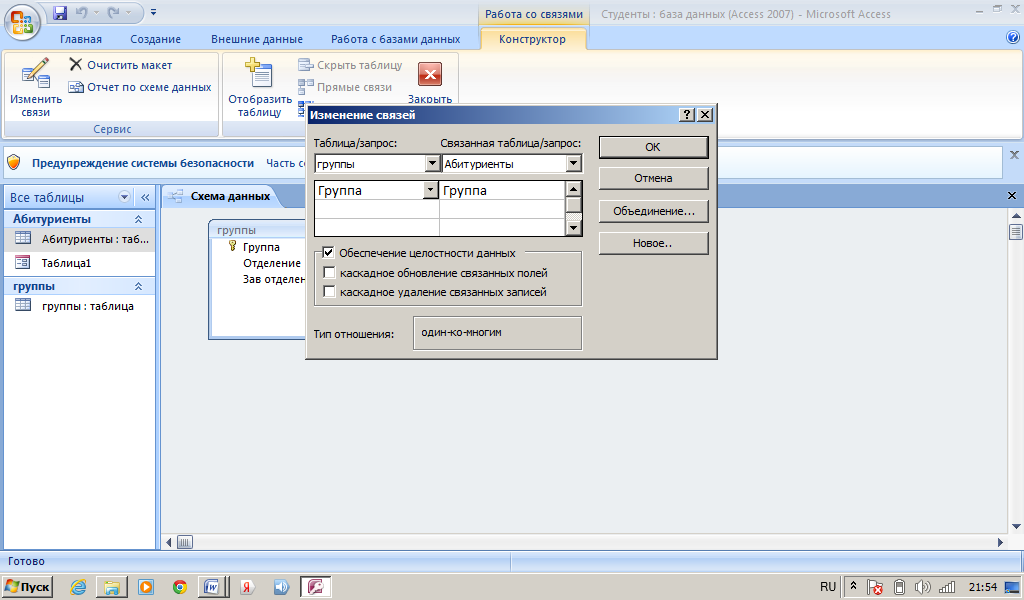 Работа со связями
Студенты : база данных (Access 2007) - Microsoft Access
Главная
Создание
Внешние данные
Работа с базами данных
Конструктор
Изменить связи
Очистить макет
Отчет по схеме данных
Сервис
Отобразить таблицу
Скрыть таблицу
Прямые связи
Закрыть
Предупреждение системы безопасности
Часть
Все таблицы
Абитуриенты
Абитуриенты : таб...
Таблица1
группы
группы : таблица
Схема данных
группы
Группа
Отделение
Зав отделен
Изменение связей
Таблица/запрос:
Связанная таблица/запрос:
группы
Абитуриенты
Группа
Группа
Обеспечение целостности данных
каскадное обновление связанных полей
каскадное удаление связанных записей
Тип отношения:
один-ко-многим
ОК
Отмена
Объединение...
Новое..
Готово
Пуск
RU
21:54